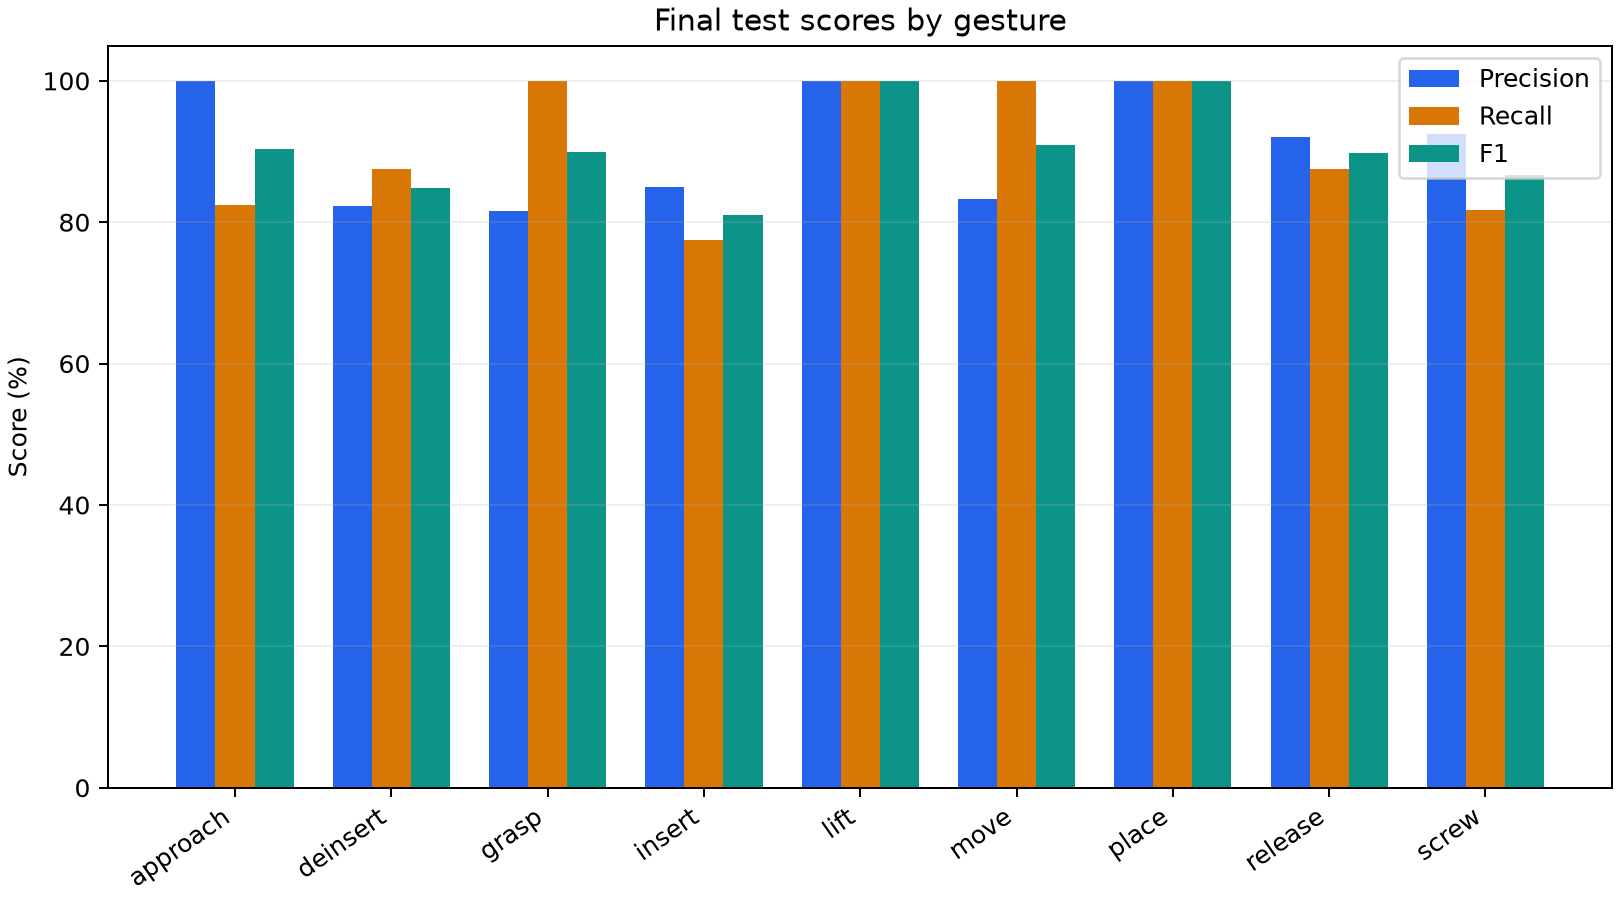 Final test scores by gesture
Precision
Recall
F1
Score (%)
100
80
60
40
20
0
approach
deinsert
grasp
insert
lift
move
place
release
screw